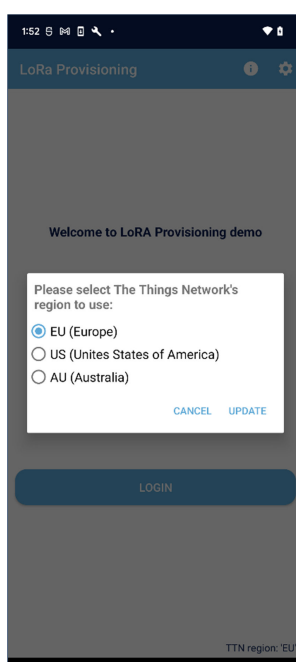 1:52
LoRa Provisioning
Welcome to LoRA Provisioning demo
Please select The Things Network's
region to use:
EU (Europe)
US (Unites States of America)
AU (Australia)
CANCEL UPDATE
LOGIN
TTN region: 'EU'